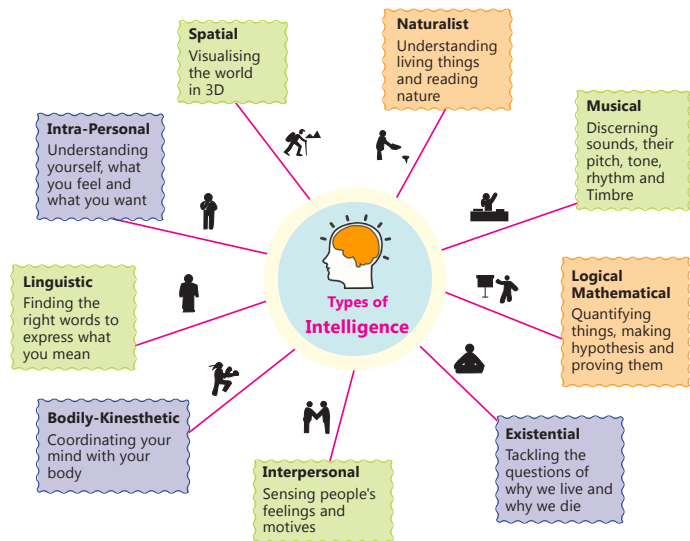 Spatial
Visualising
the world
in 3D
Naturalist
Understanding
living things
and reading
nature
Musical
Discerning
sounds, their
pitch, tone,
rhythm and
Timbre
Intra-Personal
Understanding
yourself, what
you feel and
what you want
Types of
Intelligence
Linguistic
Finding the
right words to
express what
you mean
Logical
Mathematical
Quantifying
things, making
hypothesis and
proving them
Bodily-Kinesthetic
Coordinating your
mind with your
body
Interpersonal
Sensing people's
feelings and
motives
Existential
Tackling the
questions of
why we live and
why we die